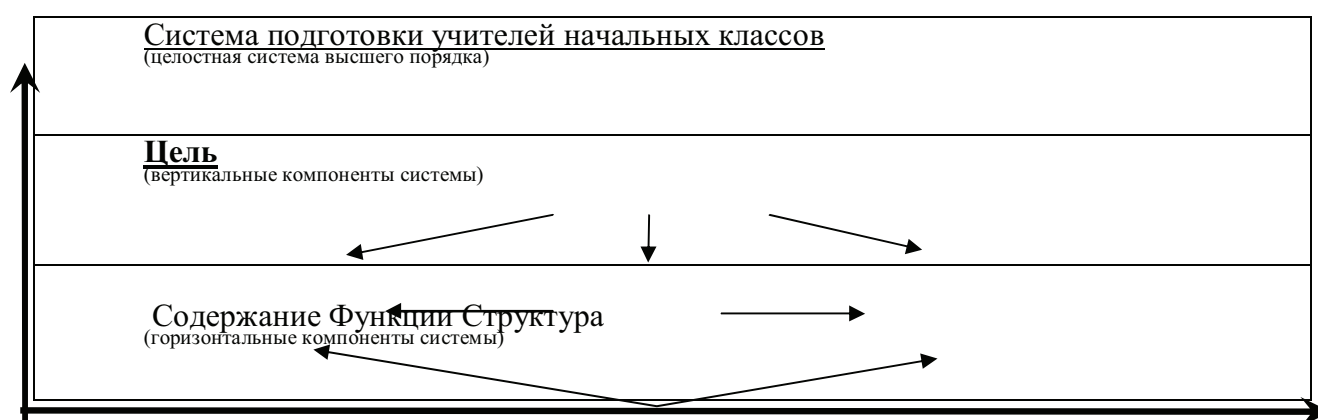 Система подготовки учителей начальных классов
(целостная система высшего порядка)
Цель
(вертикальные компоненты системы)
Содержание Функции Структура
(горизонтальные компоненты системы)